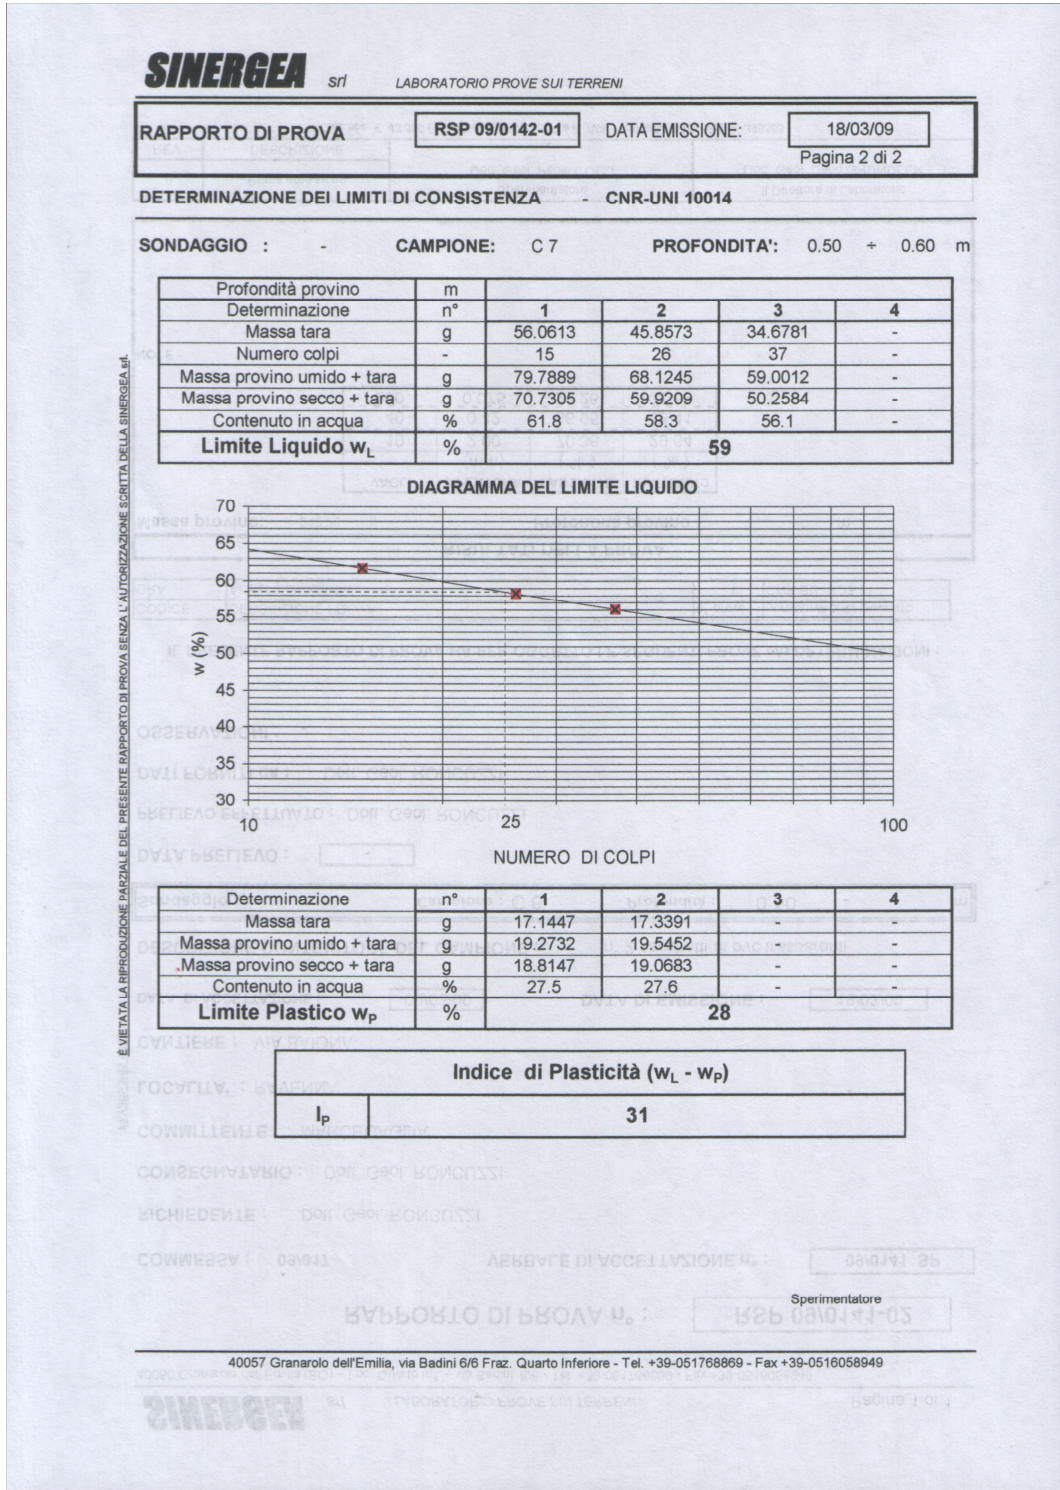 SINERGEA srl LABORATORIO PROVE SUI TERRENI
RAPPORTO DI PROVA RSP 09/0142-01 DATA EMISSIONE: 18/03/09
Pagina 2 di 2
DETERMINAZIONE DEI LIMITI DI CONSISTENZA - CNR-UNI 10014
SONDAGGIO : - CAMPIONE: C 7 PROFONDITA': 0.50 ÷ 0.60 m
Profondità provino m
Determinazione n° 1 2 3 4
Massa tara g 56.0613 45.8573 34.6781 -
Numero colpi - 15 26 37 -
Massa provino umido + tara g 79.7889 68.1245 59.0012 -
Massa provino secco + tara g 70.7305 59.9209 50.2584 -
Contenuto in acqua % 61.8 58.3 56.1 -
Limite Liquido wL % 59
DIAGRAMMA DEL LIMITE LIQUIDO
70
65
60
55
50
45
40
35
30
w (%)
10 25 100
NUMERO DI COLPI
Determinazione n° 1 2 3 4
Massa tara g 17.1447 17.3391 - -
Massa provino umido + tara g 19.2732 19.5452 - -
Massa provino secco + tara g 18.8147 19.0683 - -
Contenuto in acqua % 27.5 27.6 - -
Limite Plastico wP % 28
Indice di Plasticità (wL - wP)
IP 31
È VIETATA LA RIPRODUZIONE PARZIALE DEL PRESENTE RAPPORTO DI PROVA SENZA L' AUTORIZZAZIONE SCRITTA DELLA SINERGEA srl.
Sperimentatore
40057 Granarolo dell'Emilia, via Badini 6/6 Fraz. Quarto Inferiore - Tel. +39-051768869 - Fax +39-0516058949